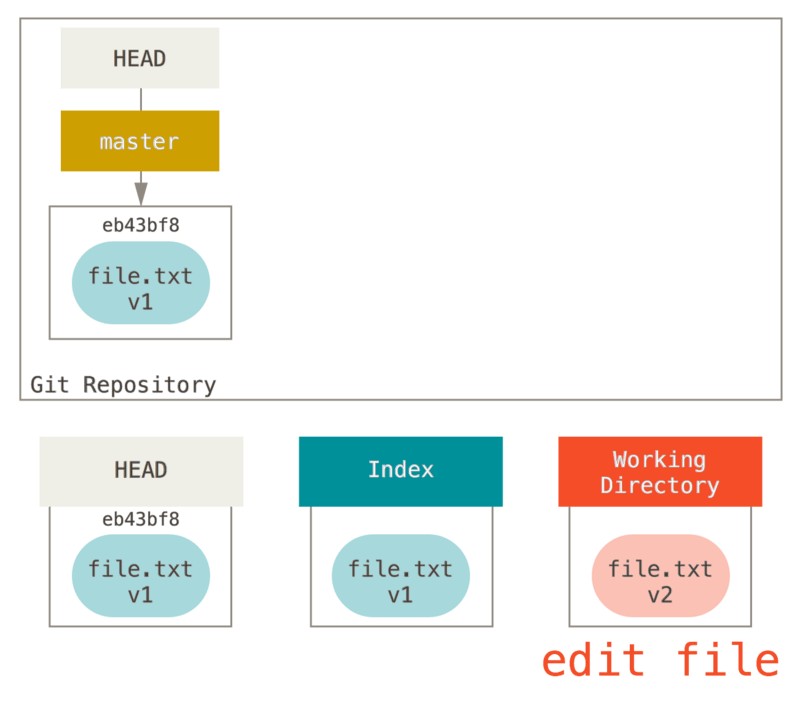 HEAD
master
eb43bf8
file.txt
v1
Git Repository
HEAD
eb43bf8
file.txt
v1
Index
file.txt
v1
Working
Directory
file.txt
v2
edit file